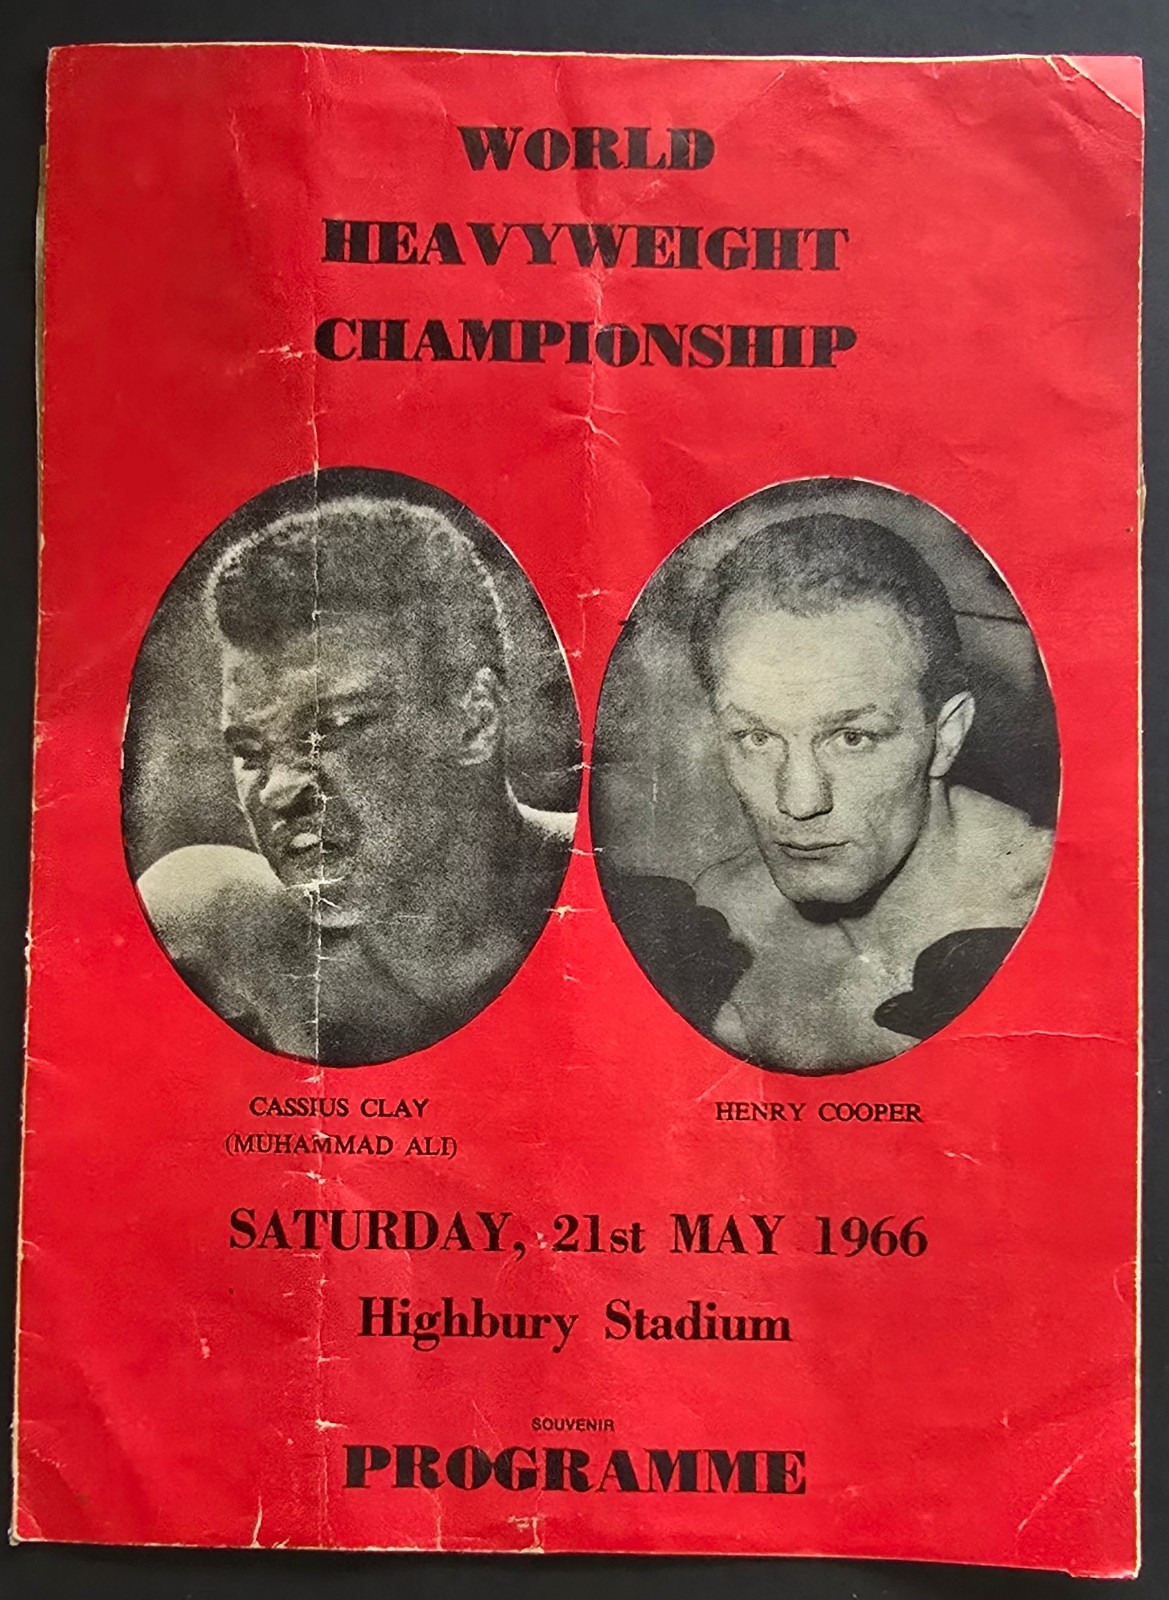 WORLD
HEAVYWEIGHT
CHAMPIONSHIP
CASSIUS CLAY
(MUHAMMAD ALI)
HENRY COOPER
SATURDAY, 21st MAY 1966
Highbury Stadium
SOUVENIR
PROGRAMME